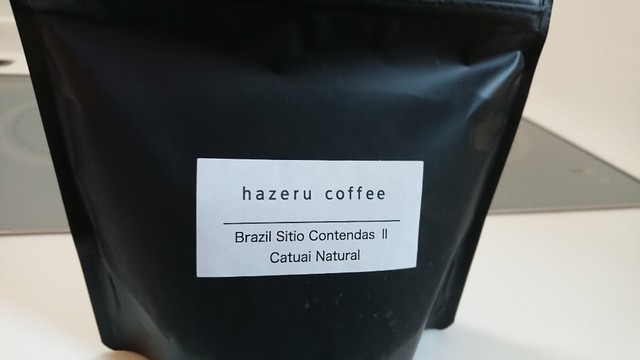 hazeru coffee
Brazil Sitio Contendas Ⅱ
Catuai Natural